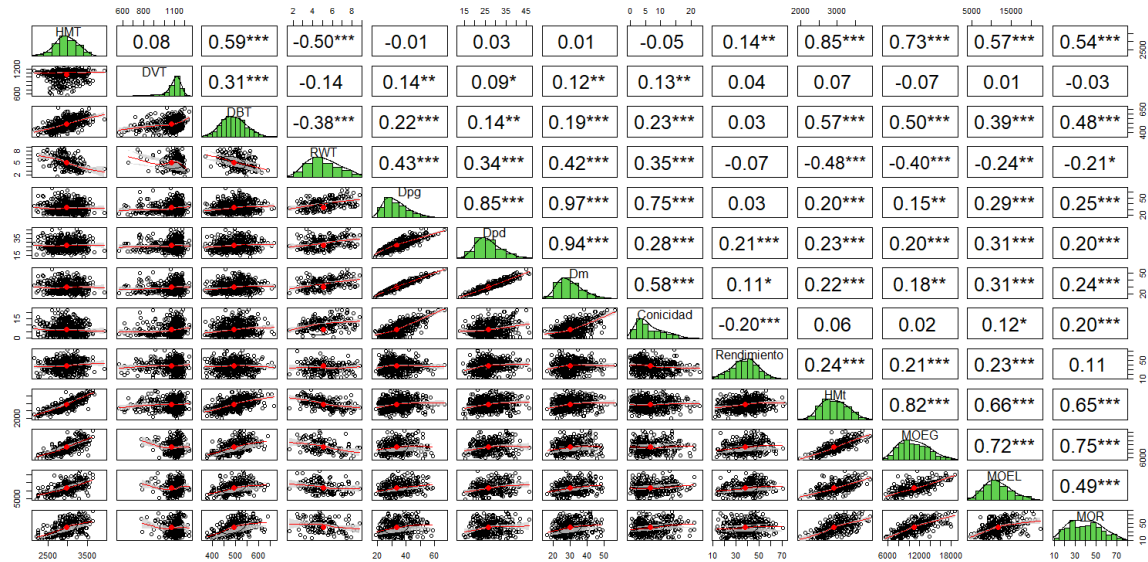 600 800 1100
2 4 6 8
15 25 35 45
0 5 10 20
2000 3000
5000 15000
HMT 0.08 0.59*** -0.50*** -0.01 0.03 0.01 -0.05 0.14** 0.85*** 0.73*** 0.57*** 0.54*** 2500
600 1200 DVT 0.31*** -0.14 0.14** 0.09* 0.12** 0.13** 0.04 0.07 -0.07 0.01 -0.03
DBT -0.38*** 0.22*** 0.14** 0.19*** 0.23*** 0.03 0.57*** 0.50*** 0.39*** 0.48*** 400 650
2 5 8 RWT 0.43*** 0.34*** 0.42*** 0.35*** -0.07 -0.48*** -0.40*** -0.24** -0.21*
Dpg 0.85*** 0.97*** 0.75*** 0.03 0.20*** 0.15** 0.29*** 0.25*** 20 50
15 35 Dpd 0.94*** 0.28*** 0.21*** 0.23*** 0.20*** 0.31*** 0.20***
Dm 0.58*** 0.11* 0.22*** 0.18** 0.31*** 0.24*** 20 50
0 15 Conicidad -0.20*** 0.06 0.02 0.12* 0.20***
Rendimiento 0.24*** 0.21*** 0.23*** 0.11 10 50
2000 HMt 0.82*** 0.66*** 0.65***
MOEG 0.72*** 0.75*** 6000
5000 MOEL 0.49***
MOR 10 50
2500 3500
400 500 600
20 40 60
20 30 40 50
10 30 50 70
6000 12000 18000
10 30 50 70